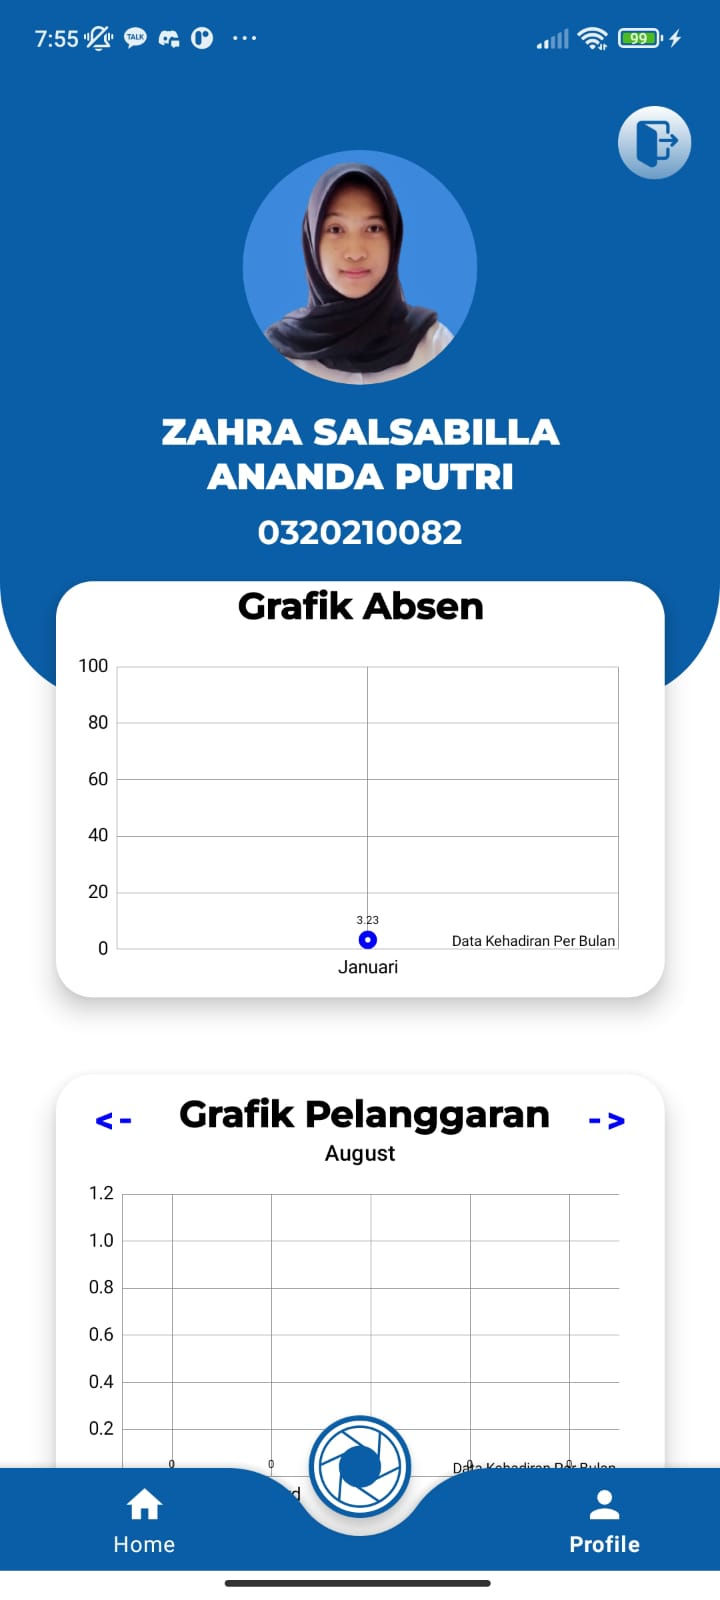 7:55 TALK 99
ZAHRA SALSABILLA
ANANDA PUTRI
0320210082
Grafik Absen
100
80
60
40
20
3.23
0
Data Kehadiran Per Bulan
Januari
<- Grafik Pelanggaran ->
August
1.2
1.0
0.8
0.6
0.4
0.2
0 0 0 0
Data Kehadiran Per Bulan
d
Home
Profile